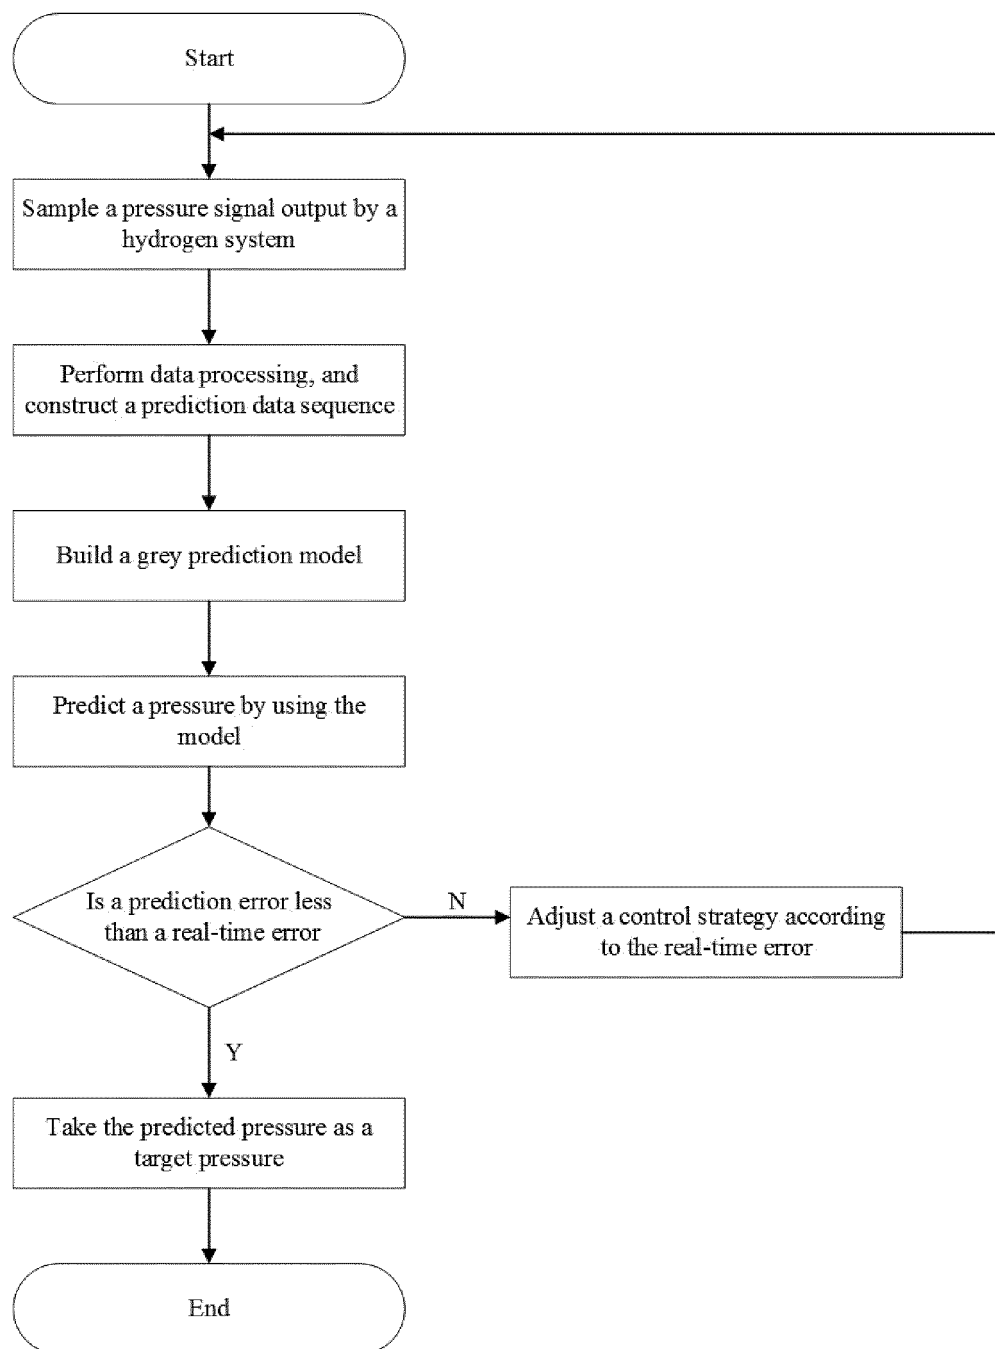 Start
Sample a pressure signal output by a
hydrogen system
Perform data processing, and
construct a prediction data sequence
Build a grey prediction model
Predict a pressure by using the
model
Is a prediction error less
than a real-time error
N
Adjust a control strategy according
to the real-time error
Y
Take the predicted pressure as a
target pressure
End